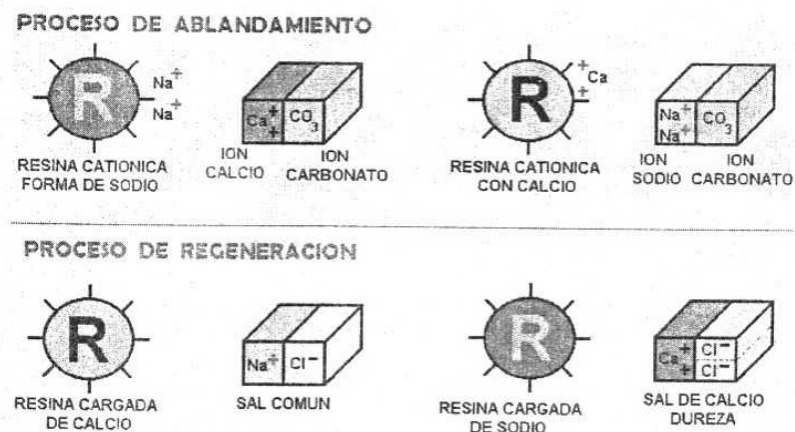 PROCESO DE ABLANDAMIENTO
R
Na+
Na+
Ca++
CO3
RESINA CATIONICA
FORMA DE SODIO
ION
CALCIO
ION
CARBONATO
R
+
+
Ca
Na+
Na+
CO3
RESINA CATIONICA
CON CALCIO
ION
SODIO
ION
CARBONATO
PROCESO DE REGENERACION
R
Na+
Cl-
RESINA CARGADA
DE CALCIO
SAL COMUN
R
Ca++
Cl-
Cl-
RESINA CARGADA
DE SODIO
SAL DE CALCIO
DUREZA